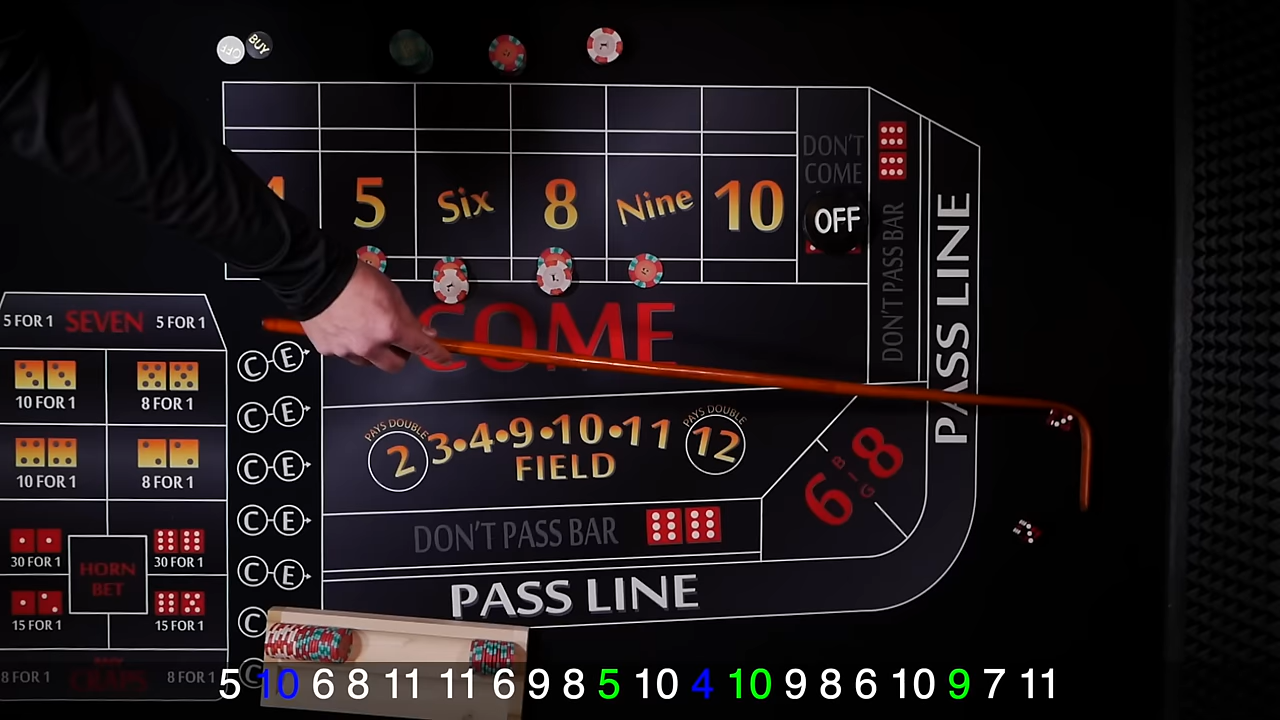 OFF BUY
DON'T
COME
5 Six 8 Nine 10
OFF
DON'T PASS BAR
PASS LINE
COME
5 FOR 1 SEVEN 5 FOR 1
10 FOR 1 8 FOR 1
10 FOR 1 8 FOR 1
30 FOR 1 HORN BET 30 FOR 1
15 FOR 1 15 FOR 1
8 FOR 1 CRAPS 8 FOR 1
C E
C E
C E
C E
C E
C
C
PAYS DOUBLE
2 3•4•9•10•11 12
PAYS DOUBLE
FIELD
6 BIG 8
DON'T PASS BAR
PASS LINE
5 10 6 8 11 11 6 9 8 5 10 4 10 9 8 6 10 9 7 11